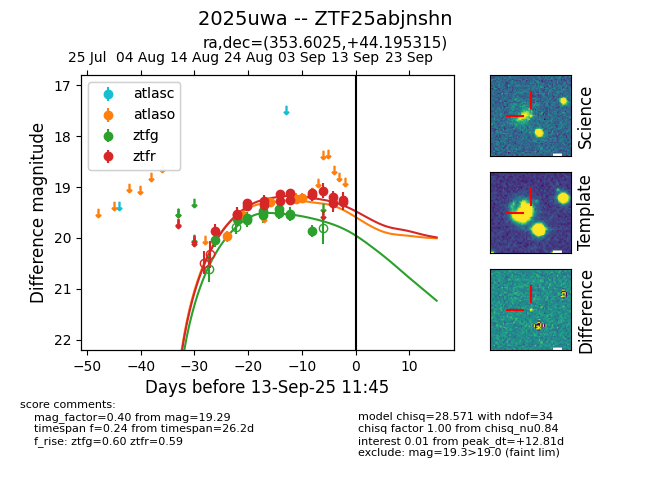 2025uwa -- ZTF25abjnshn
ra,dec=(353.6025,+44.195315)
25 Jul 04 Aug 14 Aug 24 Aug 03 Sep 13 Sep 23 Sep
17
18
19
20
21
22
Difference magnitude
atlasc
atlaso
ztfg
ztfr
−50 −40 −30 −20 −10 0 10
Days before 13-Sep-25 11:45
Science
Template
Difference
score comments:
mag_factor=0.40 from mag=19.29
timespan f=0.24 from timespan=26.2d
f_rise: ztfg=0.60 ztfr=0.59
model chisq=28.571 with ndof=34
chisq factor 1.00 from chisq_nu0.84
interest 0.01 from peak_dt=+12.81d
exclude: mag=19.3>19.0 (faint lim)